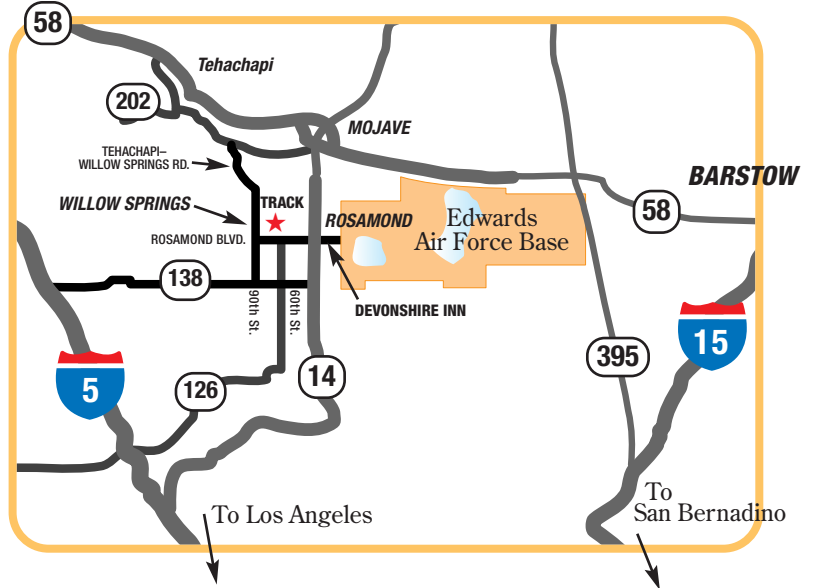 58
Tehachapi
202
MOJAVE
TEHACHAPI–
WILLOW SPRINGS RD.
BARSTOW
WILLOW SPRINGS
TRACK
ROSAMOND
Edwards
Air Force Base
58
ROSAMOND BLVD.
138
90th St.
60th St.
DEVONSHIRE INN
15
5
126
14
395
To Los Angeles
To
San Bernadino